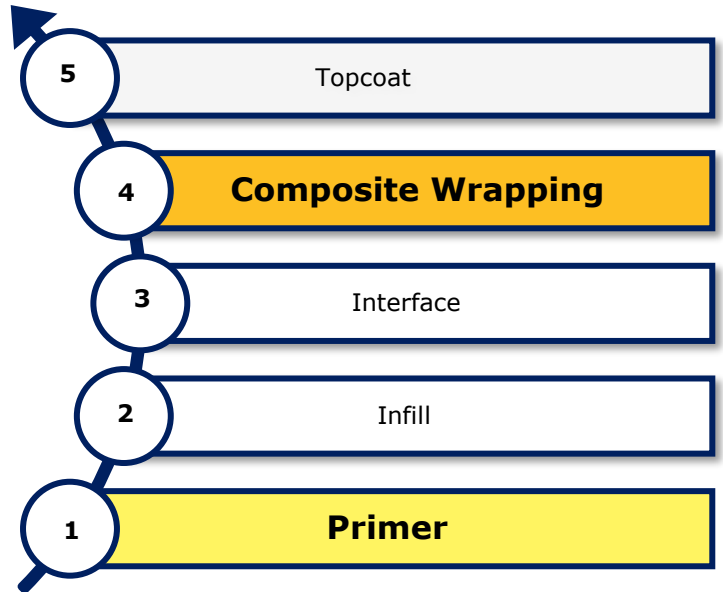 5
Topcoat
4
Composite Wrapping
3
Interface
2
Infill
1
Primer